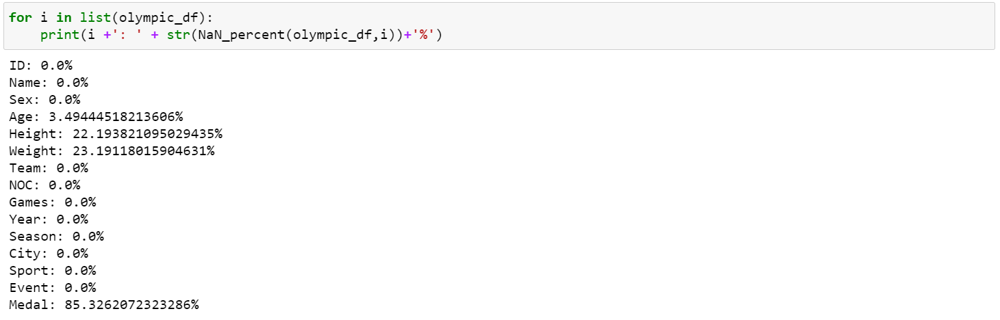 for i in list(olympic_df):
    print(i +': ' + str(NaN_percent(olympic_df,i))+'%')
ID: 0.0%
Name: 0.0%
Sex: 0.0%
Age: 3.49444518213606%
Height: 22.193821095029435%
Weight: 23.19118015904631%
Team: 0.0%
NOC: 0.0%
Games: 0.0%
Year: 0.0%
Season: 0.0%
City: 0.0%
Sport: 0.0%
Event: 0.0%
Medal: 85.3262072323286%